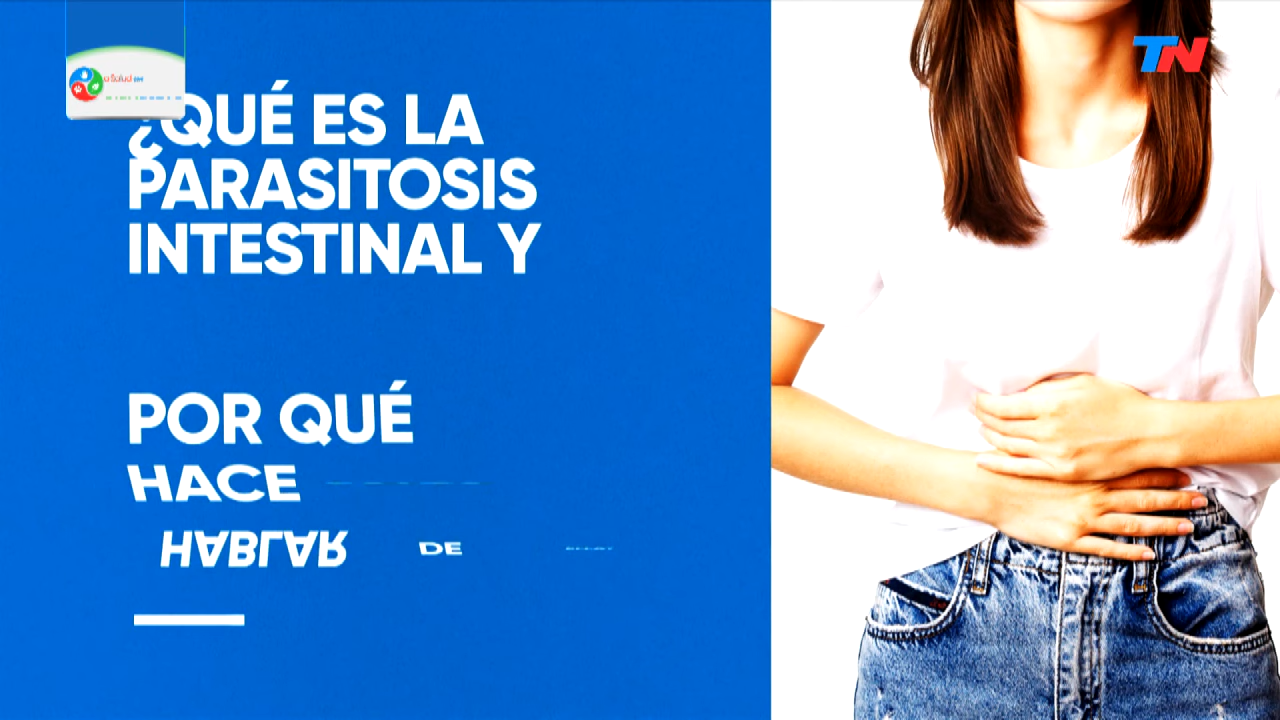 TN
¿QUÉ ES LA
PARASITOSIS
INTESTINAL Y
POR QUÉ
HACE
HABLAR DE